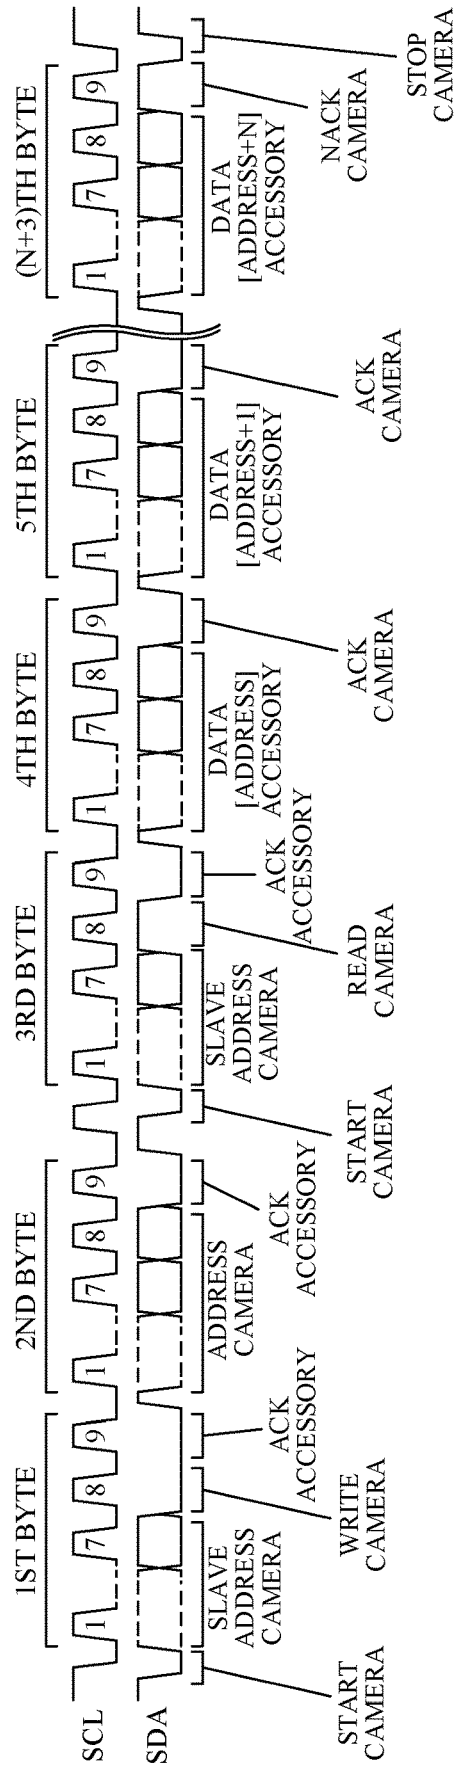 1ST BYTE
2ND BYTE
3RD BYTE
4TH BYTE
5TH BYTE
(N+3)TH BYTE
SCL
1 7 8 9
1 7 8 9
1 7 8 9
1 7 8 9
1 7 8 9
1 7 8 9
SDA
SLAVE
ADDRESS
CAMERA
ADDRESS
CAMERA
SLAVE
ADDRESS
CAMERA
DATA
[ADDRESS]
ACCESSORY
DATA
[ADDRESS+1]
ACCESSORY
DATA
[ADDRESS+N]
ACCESSORY
ACK
ACCESSORY
ACK
ACCESSORY
ACK
ACCESSORY
START
CAMERA
WRITE
CAMERA
START
CAMERA
READ
CAMERA
ACK
CAMERA
ACK
CAMERA
NACK
CAMERA
STOP
CAMERA